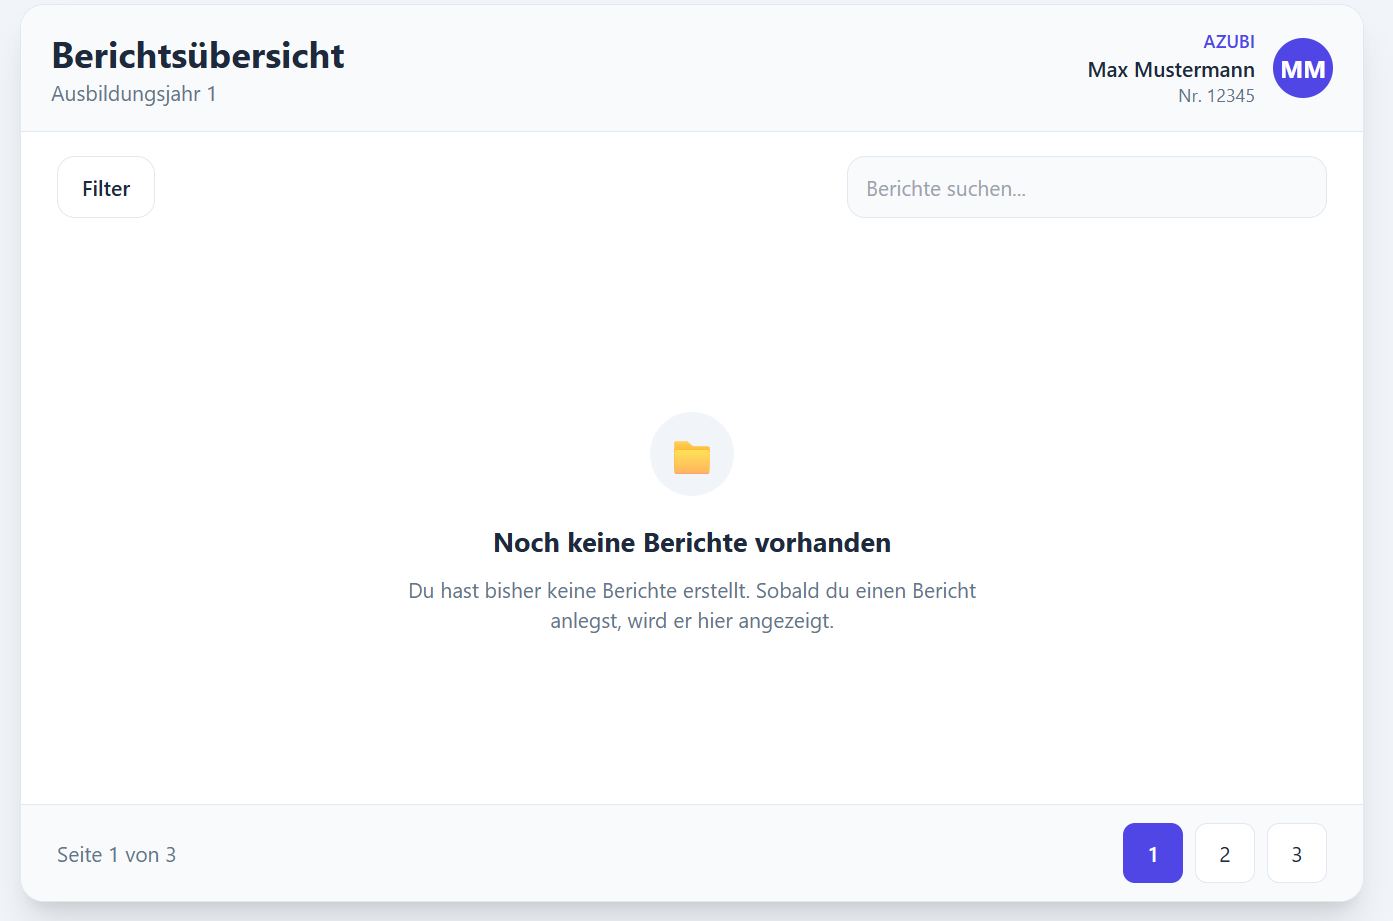 Berichtsübersicht
Ausbildungsjahr 1
AZUBI
Max Mustermann
Nr. 12345
MM
Filter
Berichte suchen...
Noch keine Berichte vorhanden
Du hast bisher keine Berichte erstellt. Sobald du einen Bericht
anlegst, wird er hier angezeigt.
Seite 1 von 3
1
2
3